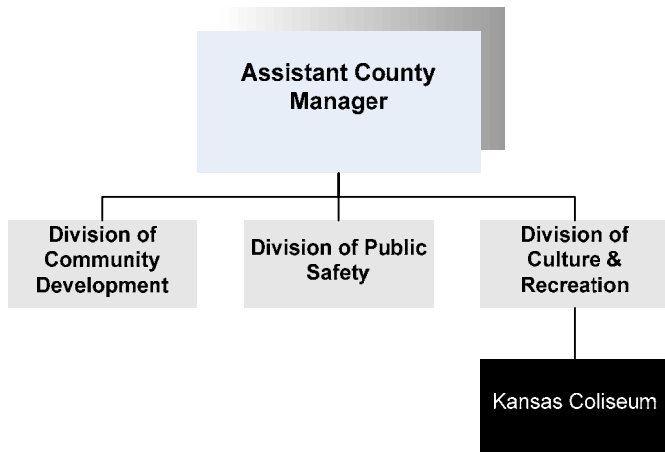 Assistant County
Manager
Division of
Community
Development
Division of Public
Safety
Division of
Culture &
Recreation
Kansas Coliseum